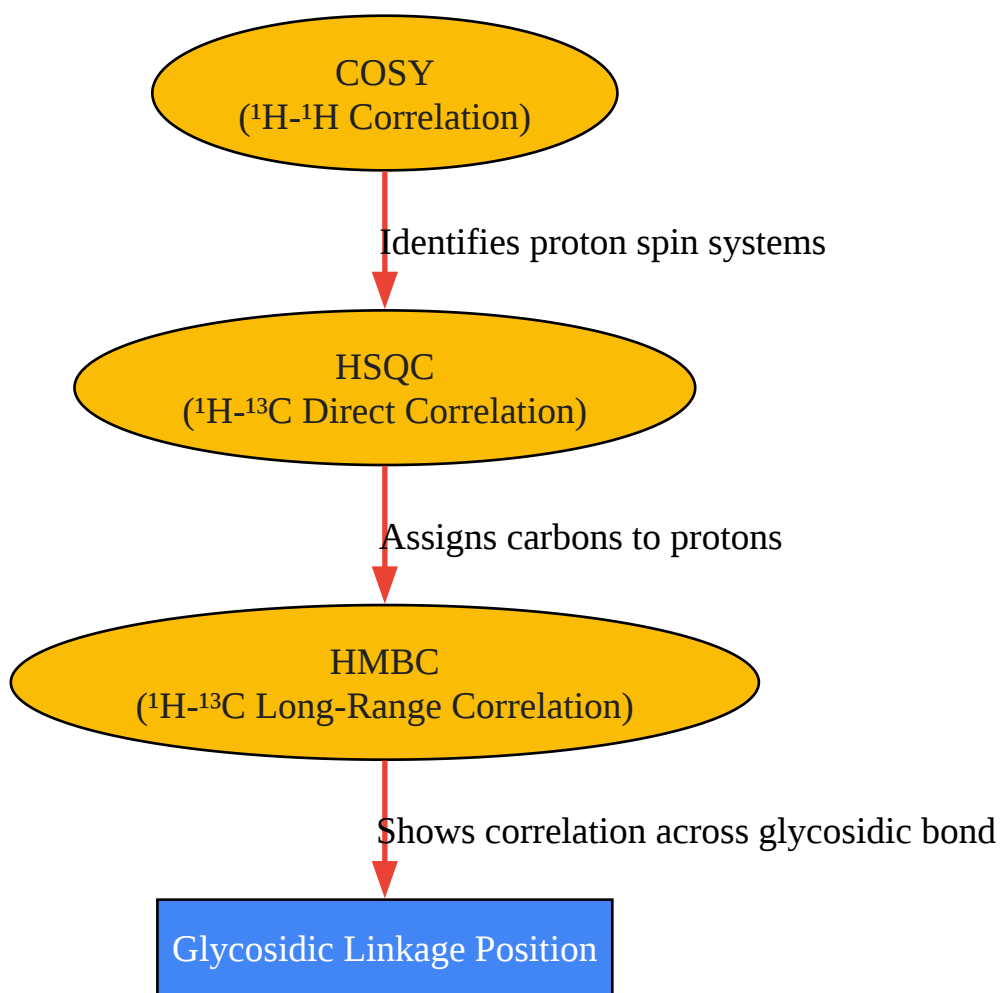 COSY
(¹H-¹H Correlation)
Identifies proton spin systems
HSQC
(¹H-¹³C Direct Correlation)
Assigns carbons to protons
HMBC
(¹H-¹³C Long-Range Correlation)
Shows correlation across glycosidic bond
Glycosidic Linkage Position